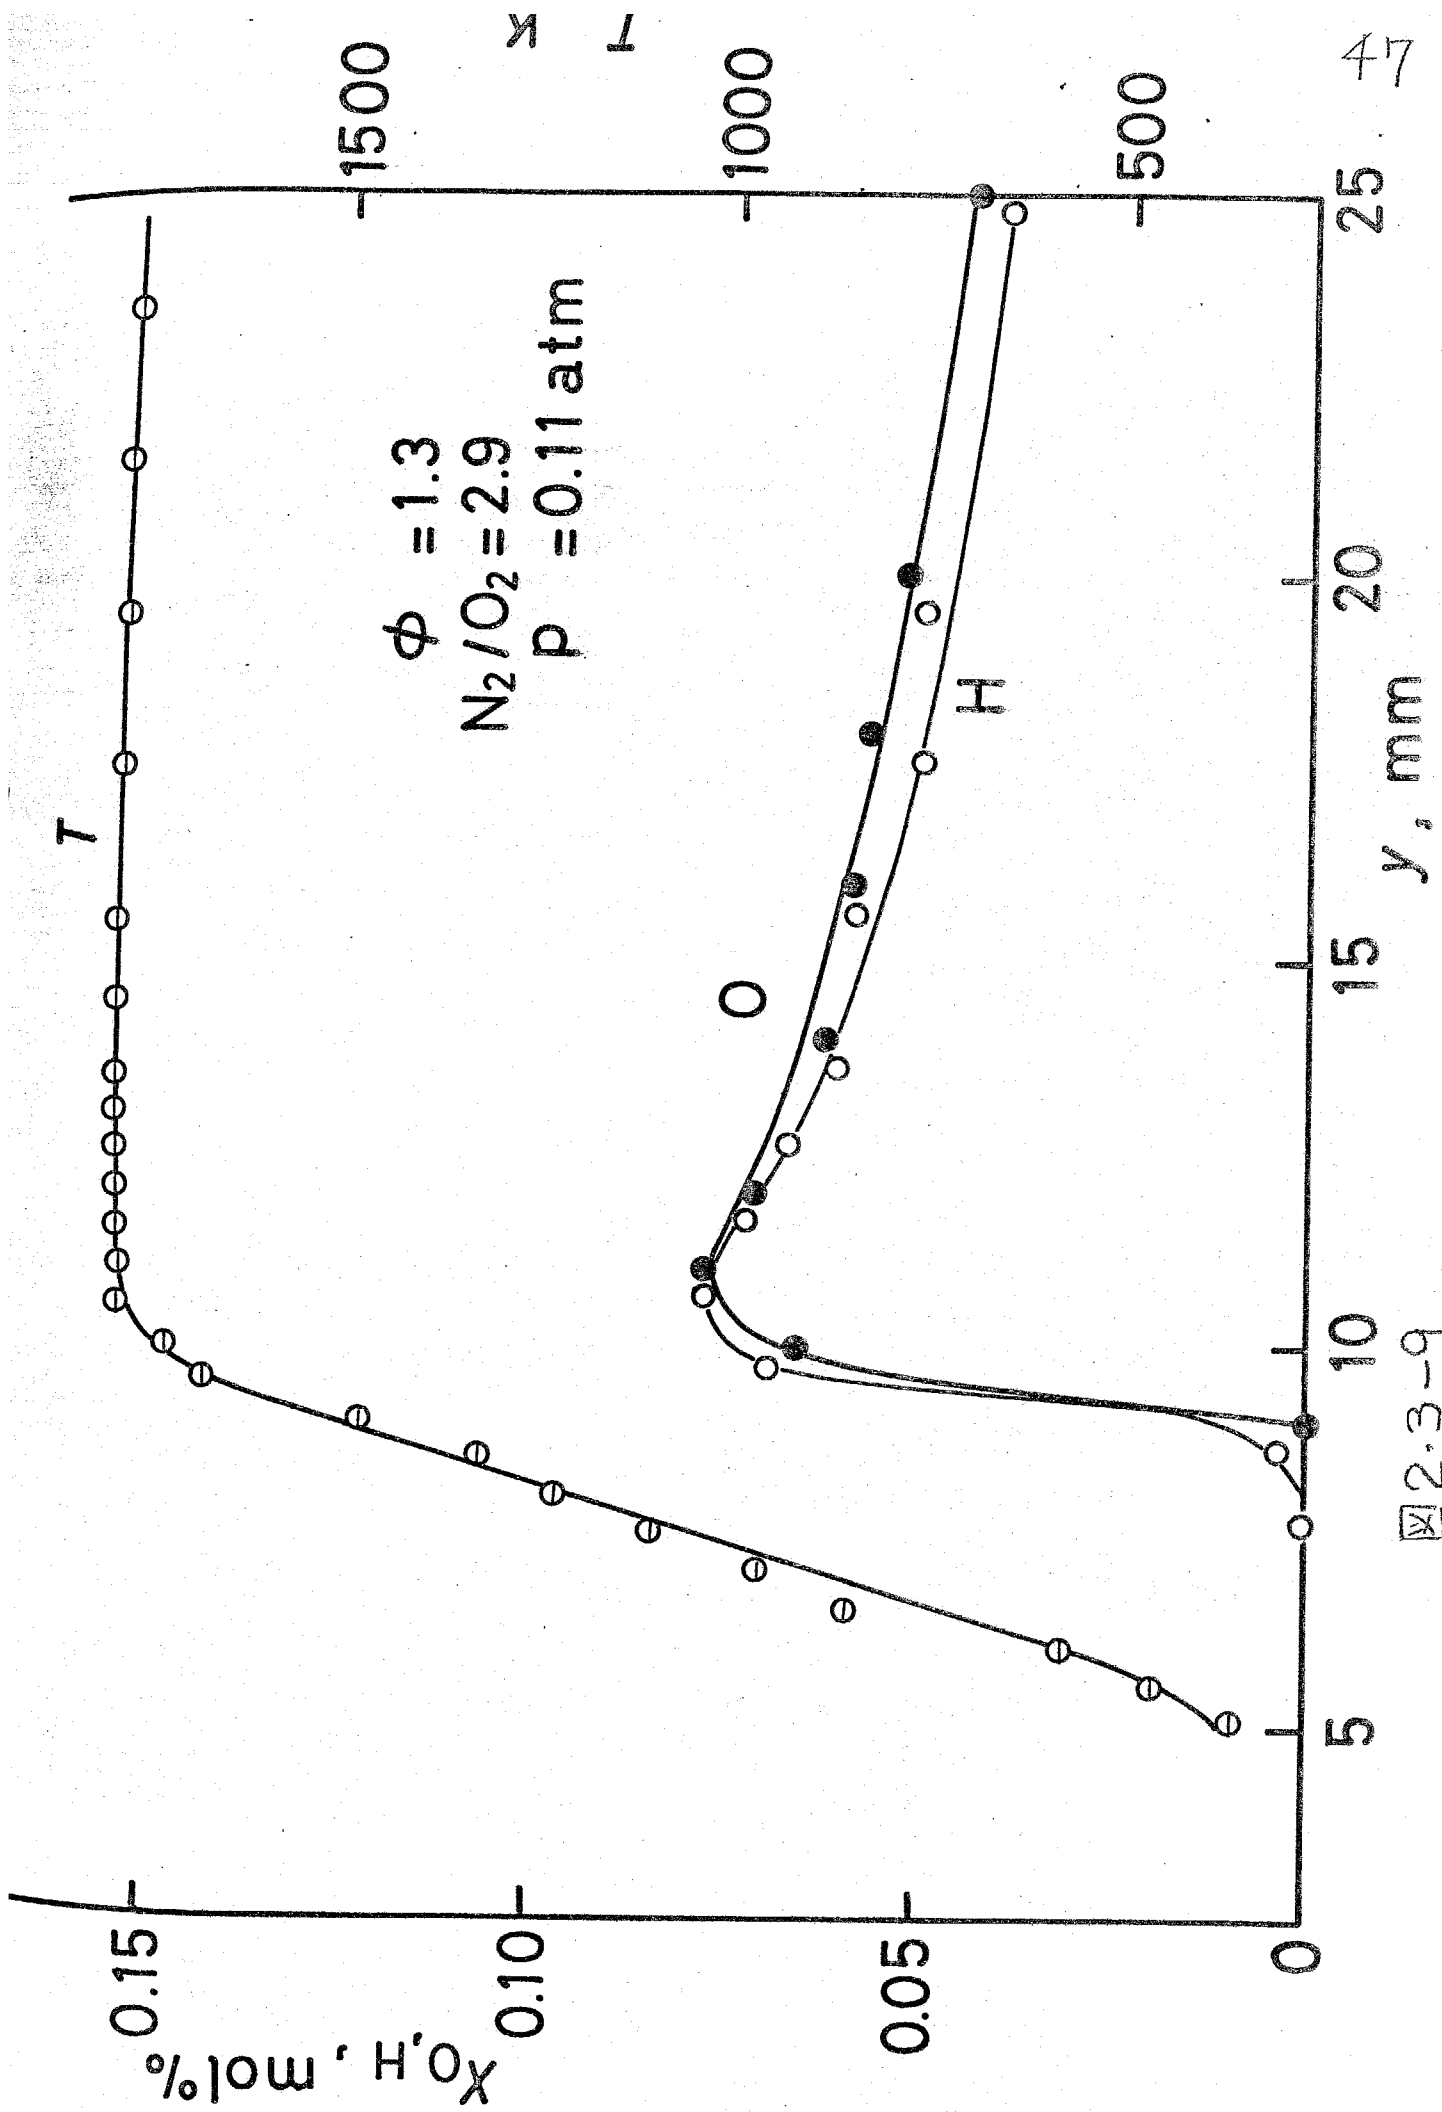 47
T
K
1500
1000
500
T
ϕ = 1.3
N₂/O₂ = 2.9
p = 0.11 atm
O
H
0.15
0.10
0.05
0
5
10
15
20
25
X_O,H , mol%
y, mm
図2.3-9